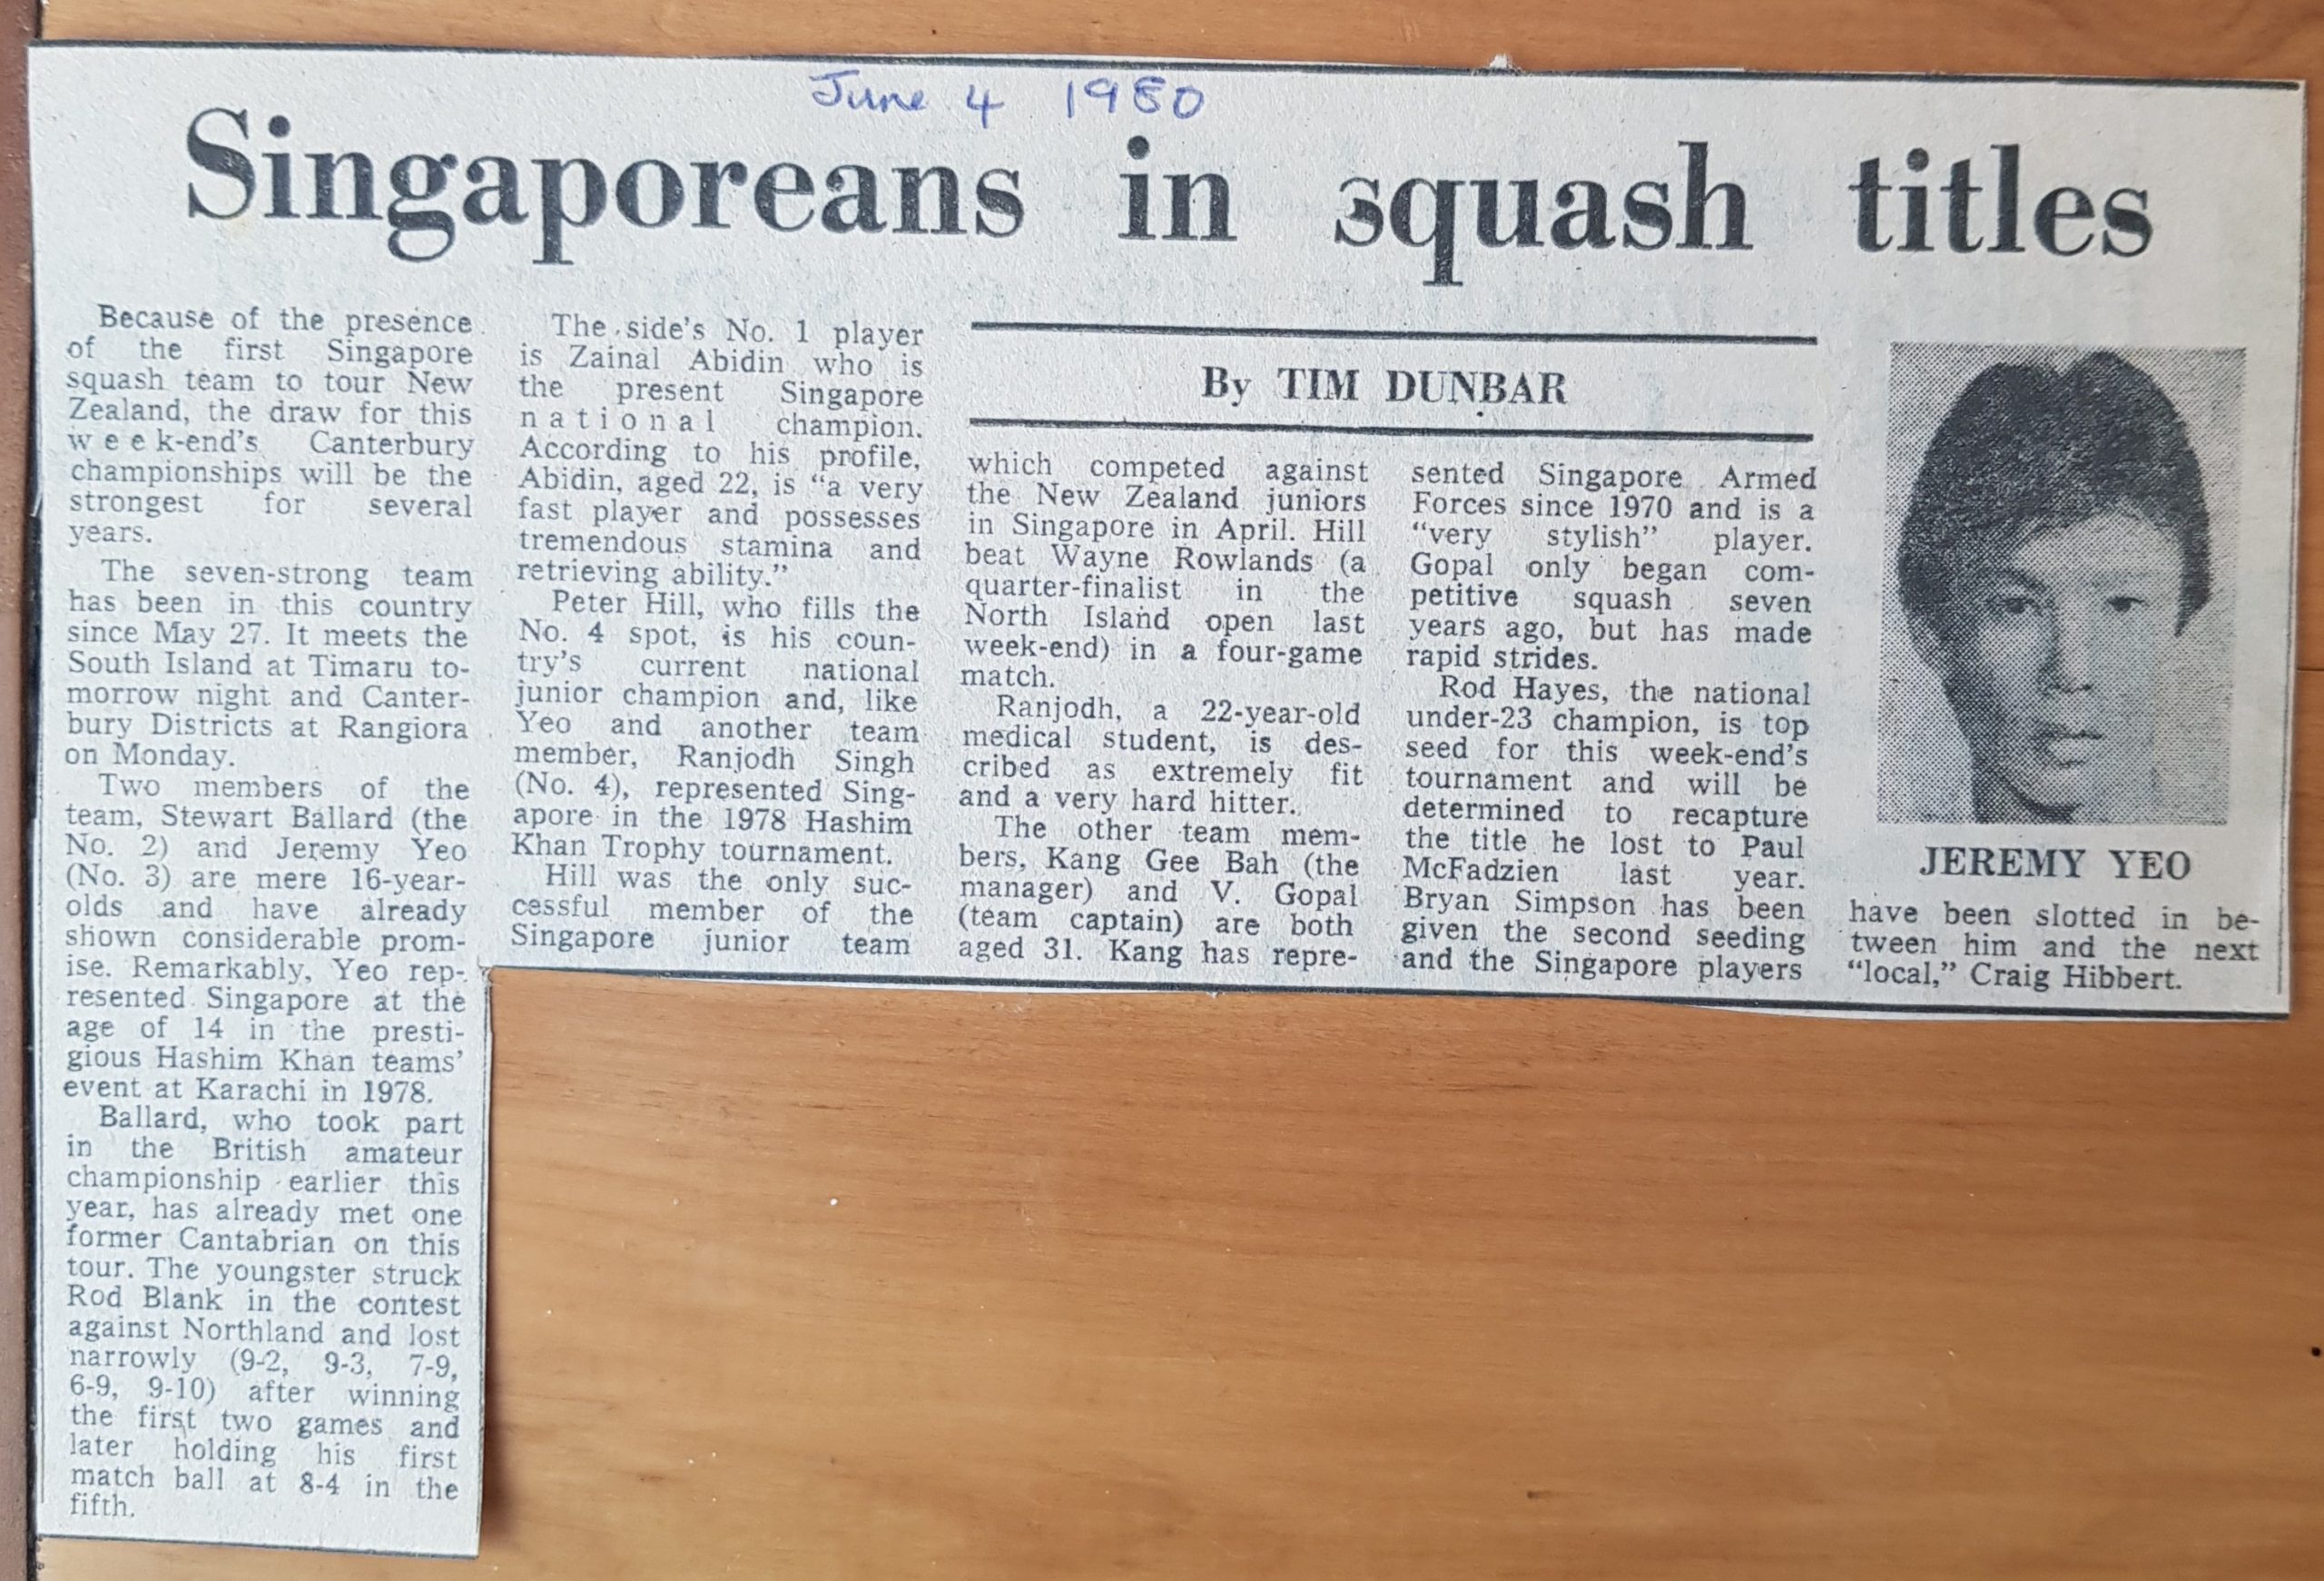 June 4 1980
Singaporeans in squash titles
Because of the presence
of the first Singapore
squash team to tour New
Zealand, the draw for this
week-end's Canterbury
championships will be the
strongest for several
years.
The seven-strong team
has been in this country
since May 27. It meets the
South Island at Timaru to-
morrow night and Canter-
bury Districts at Rangiora
on Monday.
Two members of the
team, Stewart Ballard (the
No. 2) and Jeremy Yeo
(No. 3) are mere 16-year-
olds and have already
shown considerable prom-
ise. Remarkably, Yeo rep-
resented Singapore at the
age of 14 in the presti-
gious Hashim Khan teams'
event at Karachi in 1978.
Ballard, who took part
in the British amateur
championship earlier this
year, has already met one
former Cantabrian on this
tour. The youngster struck
Rod Blank in the contest
against Northland and lost
narrowly (9-2, 9-3, 7-9,
6-9, 9-10) after winning
the first two games and
later holding his first
match ball at 8-4 in the
fifth.
The side's No. 1 player
is Zainal Abidin who is
the present Singapore
national champion.
According to his profile,
Abidin, aged 22, is “a very
fast player and possesses
tremendous stamina and
retrieving ability.”
Peter Hill, who fills the
No. 4 spot, is his coun-
try's current national
junior champion and, like
Yeo and another team
member, Ranjodh Singh
(No. 4), represented Sing-
apore in the 1978 Hashim
Khan Trophy tournament.
Hill was the only suc-
cessful member of the
Singapore junior team
By TIM DUNBAR
which competed against
the New Zealand juniors
in Singapore in April. Hill
beat Wayne Rowlands (a
quarter-finalist in the
North Island open last
week-end) in a four-game
match.
Ranjodh, a 22-year-old
medical student, is des-
cribed as extremely fit
and a very hard hitter.
The other team mem-
bers, Kang Gee Bah (the
manager) and V. Gopal
(team captain) are both
aged 31. Kang has repre-
sented Singapore Armed
Forces since 1970 and is a
“very stylish” player.
Gopal only began com-
petitive squash seven
years ago, but has made
rapid strides.
Rod Hayes, the national
under-23 champion, is top
seed for this week-end's
tournament and will be
determined to recapture
the title he lost to Paul
McFadzien last year.
Bryan Simpson has been
given the second seeding
and the Singapore players
JEREMY YEO
have been slotted in be-
tween him and the next
“local,” Craig Hibbert.